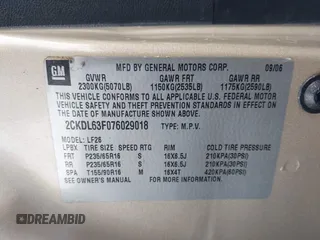 GM
MFD BY GENERAL MOTORS CORP. 09/06
GVWR GAWR FRT GAWR RR
2300KG(5070LB) 1150KG(2535LB) 1175KG(2590LB)
THIS VEHICLE CONFORMS TO ALL APPLICABLE U.S. FEDERAL
VEHICLE SAFETY, BUMPER, AND THEFT PREVENTION
STANDARDS IN EFFECT ON THE DATE OF
MANUFACTURE SHOWN ABOVE.
2CKDL63F076029018 TYPE: M.P.V.
MODEL: LF26
LBP TIRE SIZE SPEED RTG RIM COLD TIRE PRESSURE
FRT P235/65R16 S 16X6.5J 210KPA(30PSI)
RR P235/65R16 S 16X6.5J 210KPA(30PSI)
SPA T155/90R16 M 16X4T 420KPA(60PSI)
SEE OWNER'S MANUAL FOR ADDITIONAL INFORMATION.